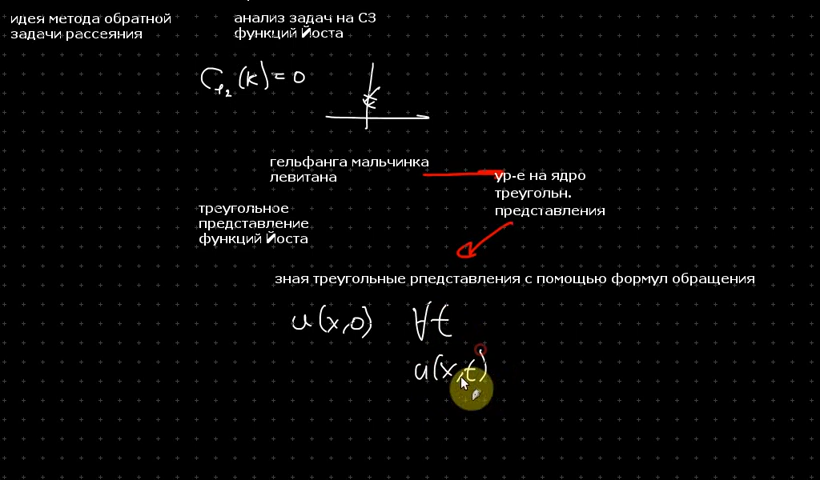 идея метода обратной
задачи рассеяния
анализ задач на СЗ
функций Йоста
(k) = 0
гельфанга мальчинка
левитана
ур-е на ядро
треугольн.
представления
треугольное
представление
функций Йоста
зная треугольные рпедставления с помощью формул обращения
u(x,0) ∀t
u(x,t)